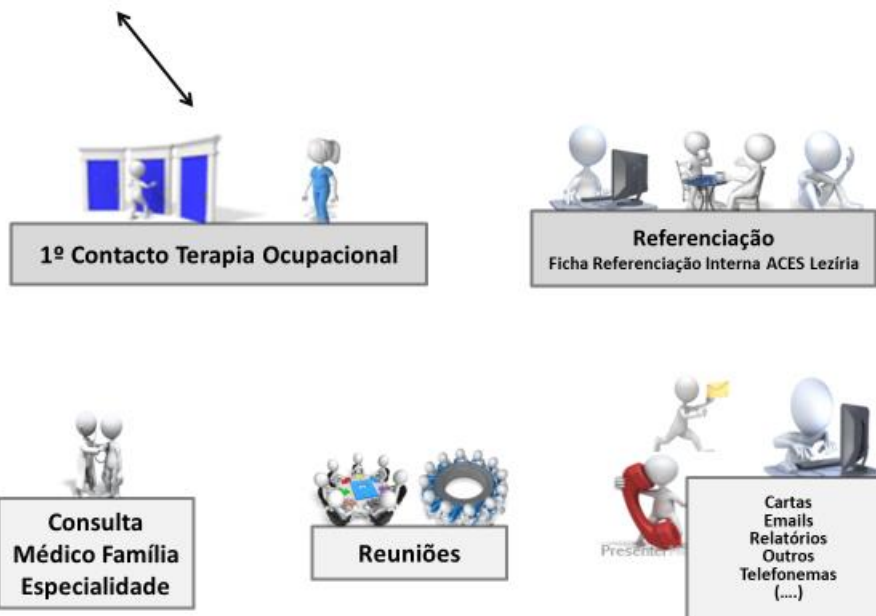 1º Contacto Terapia Ocupacional
Referenciação
Ficha Referenciação Interna ACES Lezíria
Consulta
Médico Família
Especialidade
Reuniões
Presenter
Cartas
Emails
Relatórios
Outros
Telefonemas
(....)